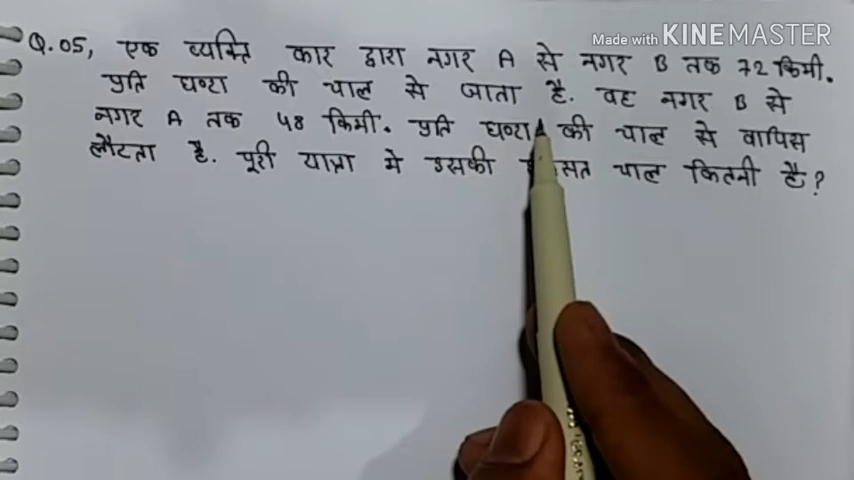 Made with KINEMASTER
Q.05, एक व्यक्ति कार द्वारा नगर A से नगर B तक 72 किमी.
प्रति घण्टा की चाल से जाता है. वह नगर B से
नगर A तक 48 किमी. प्रति घण्टा की चाल से वापिस
लौटता है. पूरी यात्रा मे उसकी चाल कितनी है?